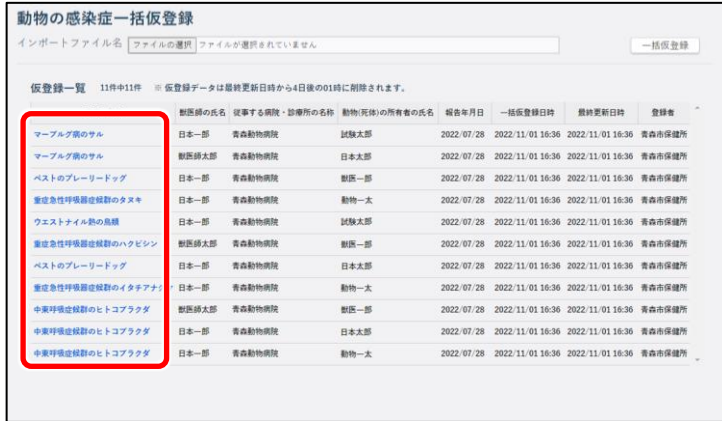 動物の感染症一括仮登録
インポートファイル名 ファイルの選択 ファイルが選択されていません 一括仮登録
仮登録一覧 11件中11件 ※ 仮登録データは最終更新日時から4日後の01時に削除されます。
獣医師の氏名 従事する病院・診療所の名称 動物(死体)の所有者の氏名 報告年月日 一括仮登録日時 最終更新日時 登録者
マーブルグ病のサル 日本一郎 青森動物病院 試験太郎 2022/07/28 2022/11/01 16:36 2022/11/01 16:36 青森市保健所
マーブルグ病のサル 獣医師太郎 青森動物病院 日本太郎 2022/07/28 2022/11/01 16:36 2022/11/01 16:36 青森市保健所
ペストのプレーリードッグ 日本一郎 青森動物病院 獣医一郎 2022/07/28 2022/11/01 16:36 2022/11/01 16:36 青森市保健所
重症急性呼吸器症候群のタヌキ 日本一郎 青森動物病院 動物一太 2022/07/28 2022/11/01 16:36 2022/11/01 16:36 青森市保健所
ウエストナイル熱の鳥類 日本一郎 青森動物病院 試験太郎 2022/07/28 2022/11/01 16:36 2022/11/01 16:36 青森市保健所
重症急性呼吸器症候群のハクビシン 獣医師太郎 青森動物病院 獣医一郎 2022/07/28 2022/11/01 16:36 2022/11/01 16:36 青森市保健所
ペストのプレーリードッグ 日本一郎 青森動物病院 日本太郎 2022/07/28 2022/11/01 16:36 2022/11/01 16:36 青森市保健所
重症急性呼吸器症候群のイタチアナグマ 日本一郎 青森動物病院 動物一太 2022/07/28 2022/11/01 16:36 2022/11/01 16:36 青森市保健所
中東呼吸症候群のヒトコブラクダ 獣医師太郎 青森動物病院 獣医一郎 2022/07/28 2022/11/01 16:36 2022/11/01 16:36 青森市保健所
中東呼吸症候群のヒトコブラクダ 日本一郎 青森動物病院 日本太郎 2022/07/28 2022/11/01 16:36 2022/11/01 16:36 青森市保健所
中東呼吸症候群のヒトコブラクダ 日本一郎 青森動物病院 動物一太 2022/07/28 2022/11/01 16:36 2022/11/01 16:36 青森市保健所